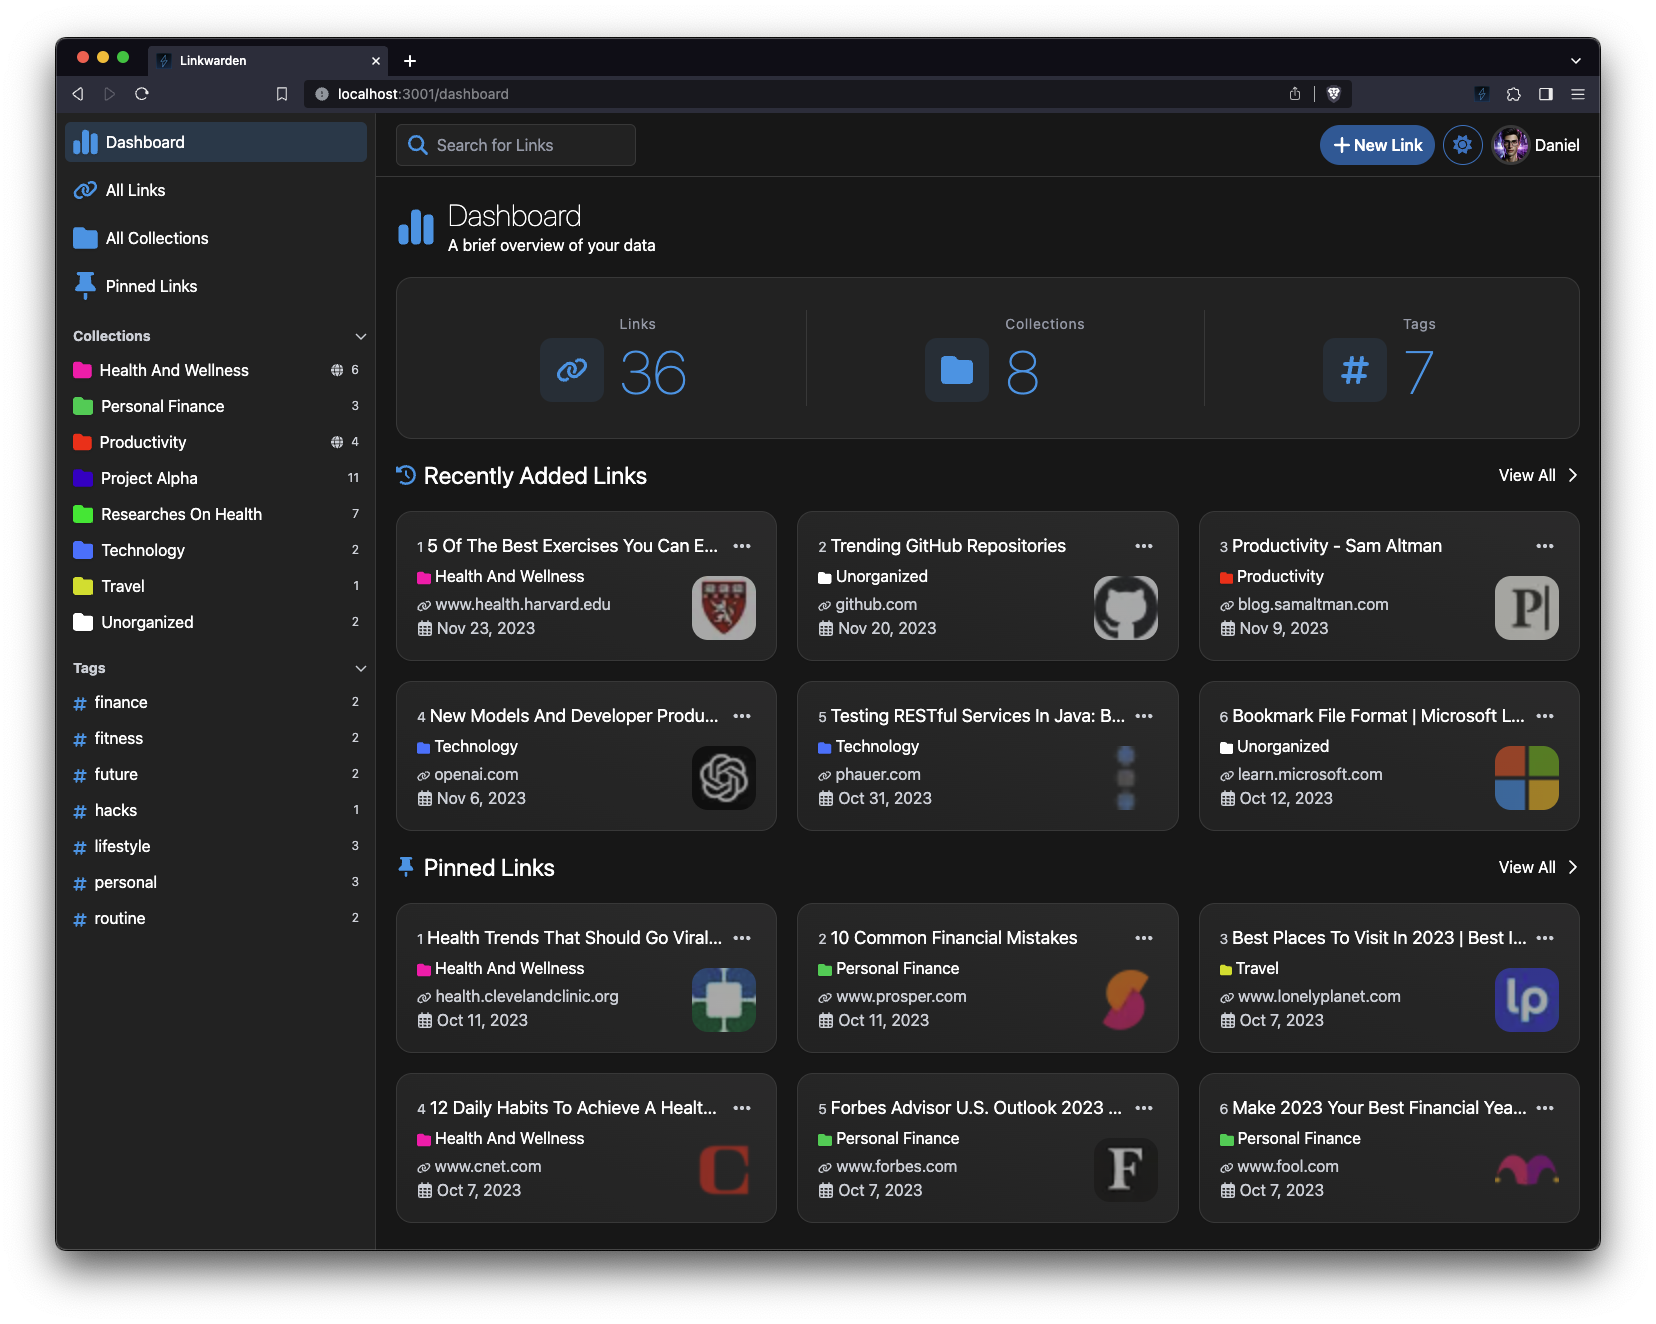 Linkwarden
localhost:3001/dashboard
Dashboard
All Links
All Collections
Pinned Links
Collections
Health And Wellness 6
Personal Finance 3
Productivity 4
Project Alpha 11
Researches On Health 7
Technology 2
Travel 1
Unorganized 2
Tags
# finance 2
# fitness 2
# future 2
# hacks 1
# lifestyle 3
# personal 3
# routine 2
Search for Links
+ New Link
Daniel
Dashboard
A brief overview of your data
Links
36
Collections
8
Tags
# 7
Recently Added Links
View All
1 5 Of The Best Exercises You Can E...
Health And Wellness
www.health.harvard.edu
Nov 23, 2023
2 Trending GitHub Repositories
Unorganized
github.com
Nov 20, 2023
3 Productivity - Sam Altman
Productivity
blog.samaltman.com
Nov 9, 2023
P|
4 New Models And Developer Produ...
Technology
openai.com
Nov 6, 2023
5 Testing RESTful Services In Java: B...
Technology
phauer.com
Oct 31, 2023
6 Bookmark File Format | Microsoft L...
Unorganized
learn.microsoft.com
Oct 12, 2023
Pinned Links
View All
1 Health Trends That Should Go Viral...
Health And Wellness
health.clevelandclinic.org
Oct 11, 2023
2 10 Common Financial Mistakes
Personal Finance
www.prosper.com
Oct 11, 2023
3 Best Places To Visit In 2023 | Best I...
Travel
www.lonelyplanet.com
Oct 7, 2023
lp
4 12 Daily Habits To Achieve A Healt...
Health And Wellness
www.cnet.com
Oct 7, 2023
C
5 Forbes Advisor U.S. Outlook 2023 ...
Personal Finance
www.forbes.com
Oct 7, 2023
F
6 Make 2023 Your Best Financial Yea...
Personal Finance
www.fool.com
Oct 7, 2023